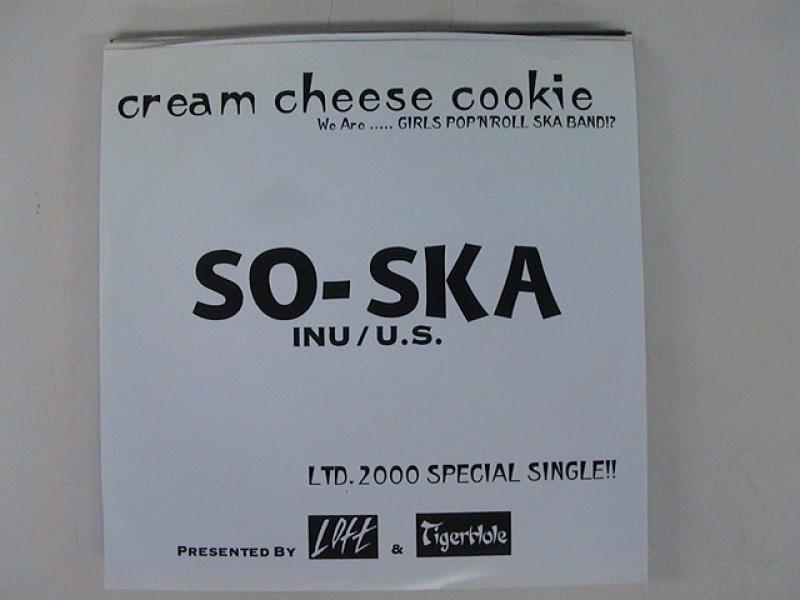 cream cheese cookie
We Are ..... GIRLS POP'N'ROLL SKA BAND!?
SO-SKA
INU / U.S.
LTD. 2000 SPECIAL SINGLE!!
PRESENTED BY Loft & TigerHole